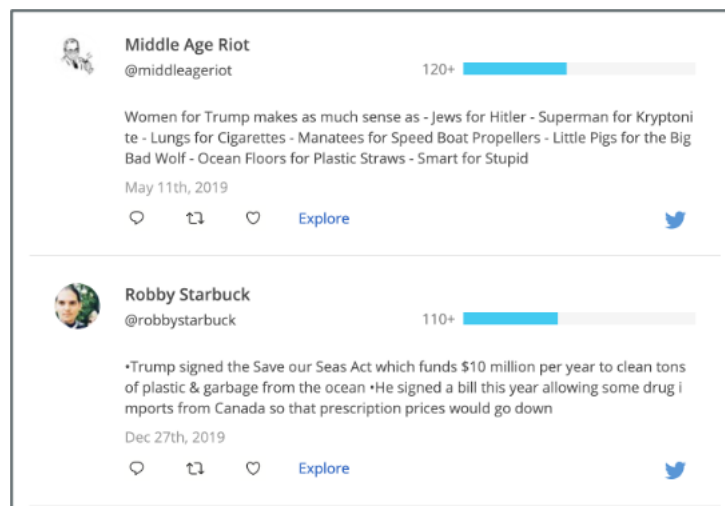 Middle Age Riot
@middleageriot
120+
Women for Trump makes as much sense as - Jews for Hitler - Superman for Kryptoni
te - Lungs for Cigarettes - Manatees for Speed Boat Propellers - Little Pigs for the Big
Bad Wolf - Ocean Floors for Plastic Straws - Smart for Stupid
May 11th, 2019
Explore
Robby Starbuck
@robbystarbuck
110+
•Trump signed the Save our Seas Act which funds $10 million per year to clean tons
of plastic & garbage from the ocean •He signed a bill this year allowing some drug i
mports from Canada so that prescription prices would go down
Dec 27th, 2019
Explore